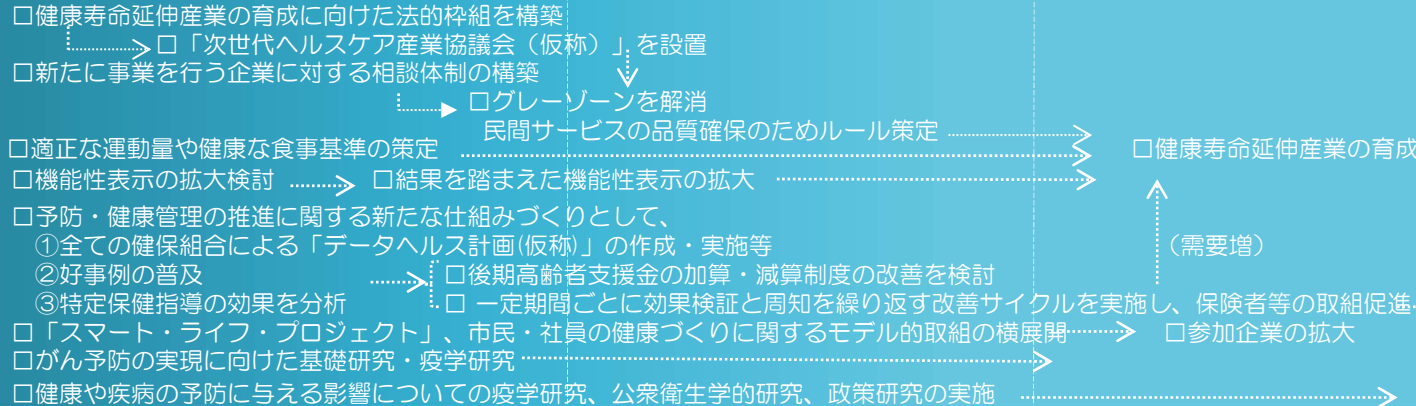 □健康寿命延伸産業の育成に向けた法的枠組を構築
□「次世代ヘルスケア産業協議会（仮称）」を設置
□新たに事業を行う企業に対する相談体制の構築
□グレーゾーンを解消
民間サービスの品質確保のためルール策定
□適正な運動量や健康な食事基準の策定
□健康寿命延伸産業の育成
□機能性表示の拡大検討
□結果を踏まえた機能性表示の拡大
□予防・健康管理の推進に関する新たな仕組みづくりとして、
①全ての健保組合による「データヘルス計画(仮称)」の作成・実施等
（需要増）
②好事例の普及
□後期高齢者支援金の加算・減算制度の改善を検討
③特定保健指導の効果を分析
□ 一定期間ごとに効果検証と周知を繰り返す改善サイクルを実施し、保険者等の取組促進
□「スマート・ライフ・プロジェクト」、市民・社員の健康づくりに関するモデル的取組の横展開
□参加企業の拡大
□がん予防の実現に向けた基礎研究・疫学研究
□健康や疾病の予防に与える影響についての疫学研究、公衆衛生学的研究、政策研究の実施